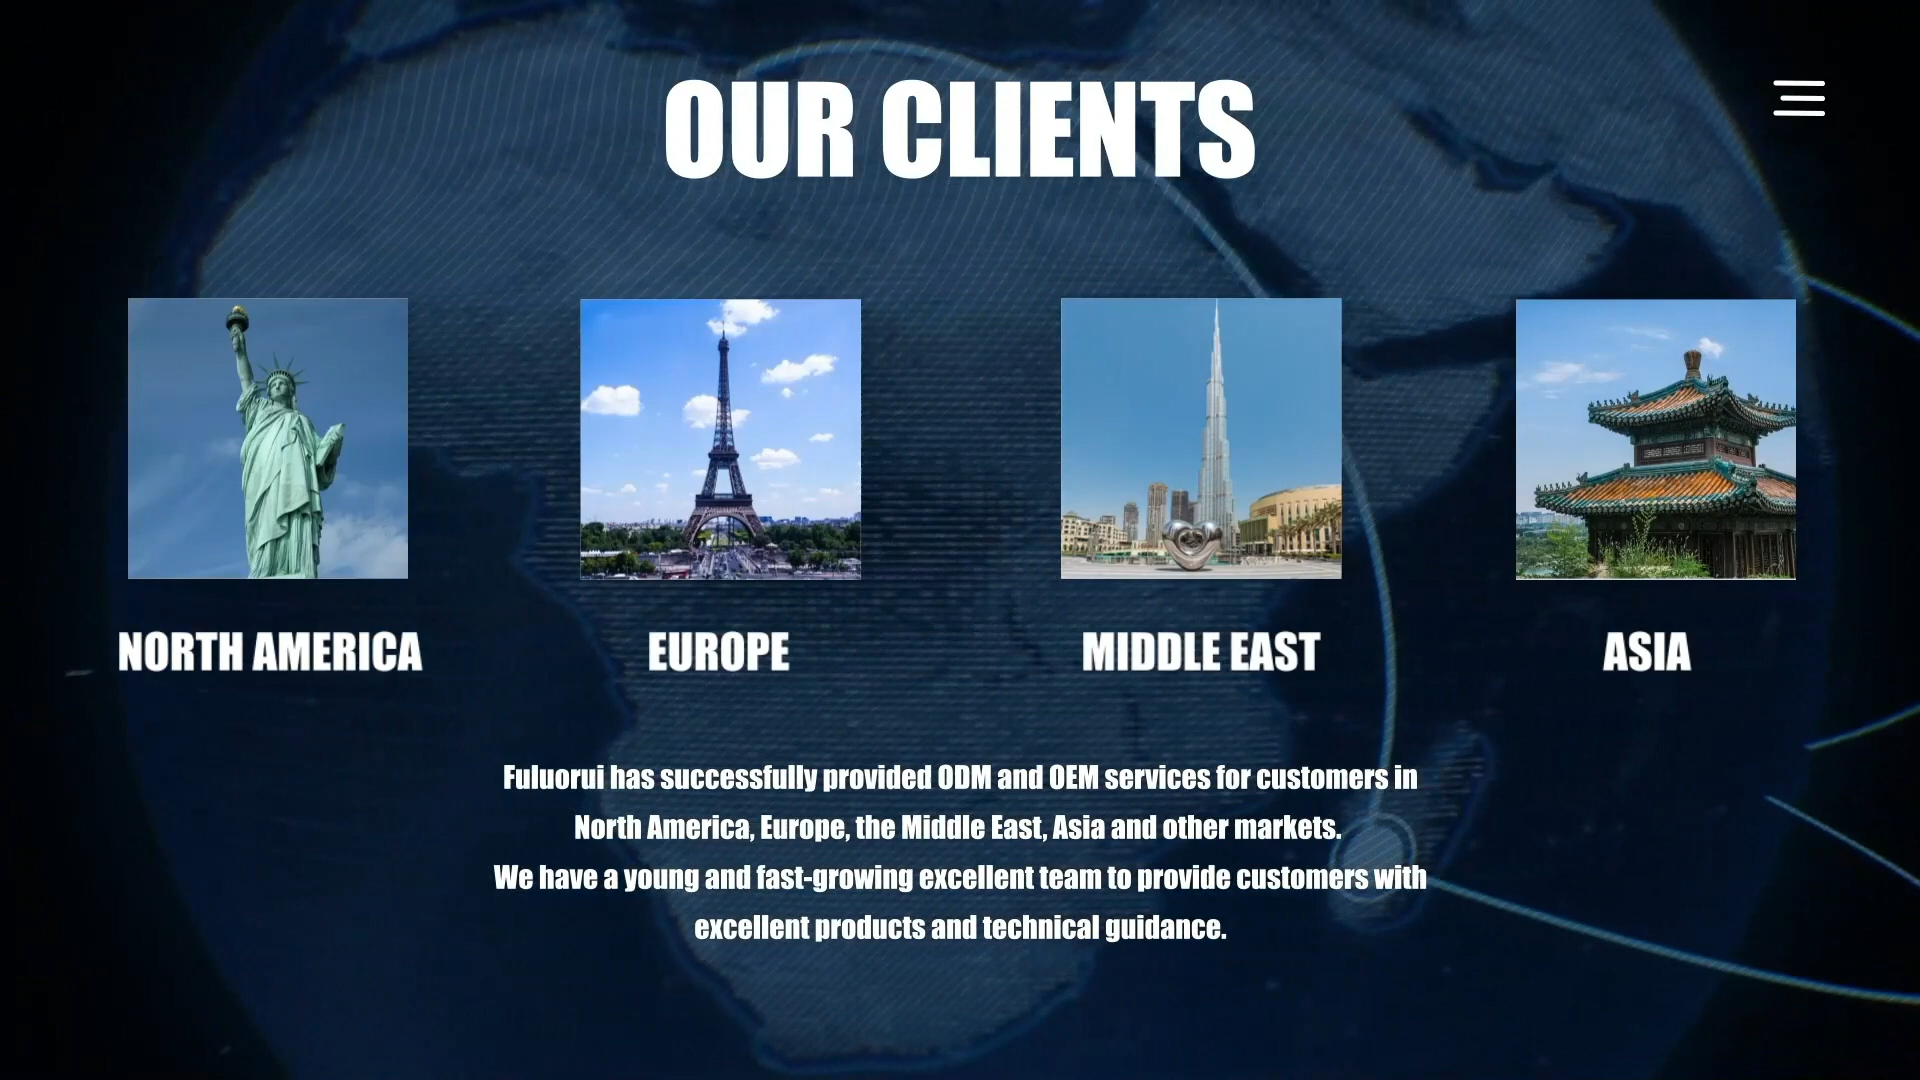 OUR CLIENTS
NORTH AMERICA
EUROPE
MIDDLE EAST
ASIA
Fuluorui has successfully provided ODM and OEM services for customers in
North America, Europe, the Middle East, Asia and other markets.
We have a young and fast-growing excellent team to provide customers with
excellent products and technical guidance.